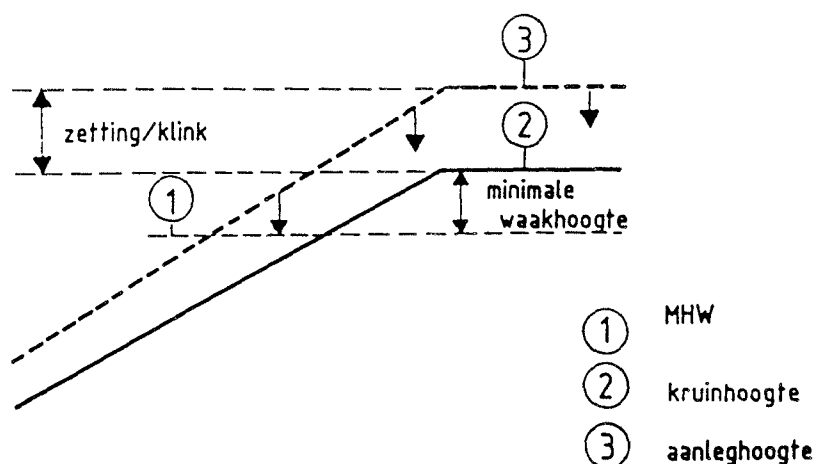 3
zetting/klink
2
1
minimale
waakhoogte
1 MHW
2 kruinhoogte
3 aanleghoogte